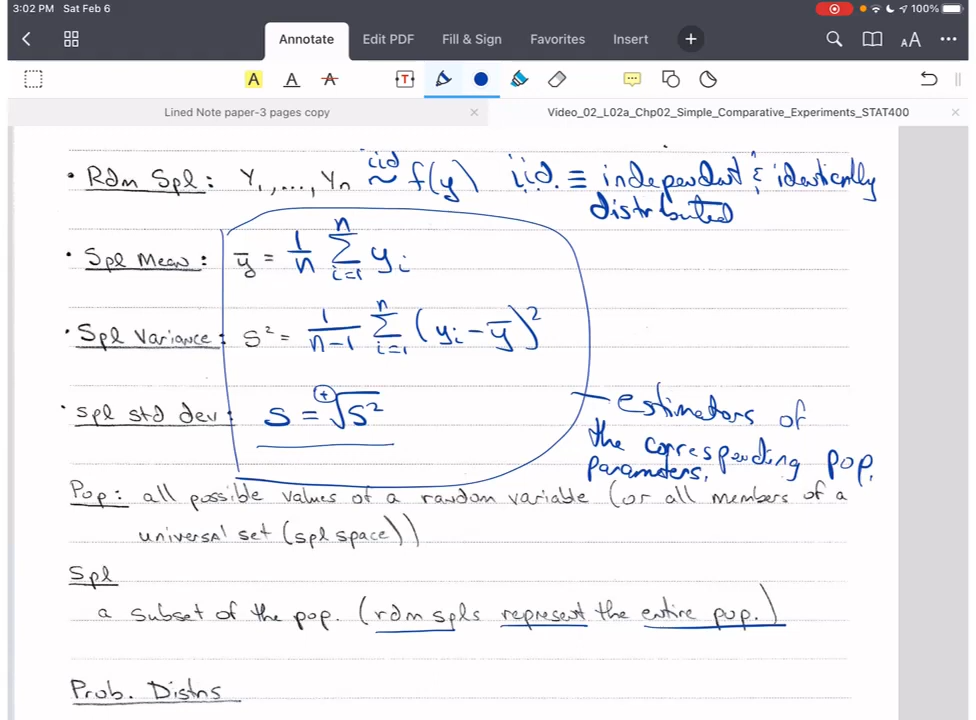 3:02 PM Sat Feb 6
100%
Annotate Edit PDF Fill & Sign Favorites Insert
AA
T
Lined Note paper-3 pages copy
Video_02_L02a_Chp02_Simple_Comparative_Experiments_STAT400
• Rdm Spl: Y₁, ..., Yₙ iid ~ f(y) i.i.d. ≡ independent & identically
distributed
• Spl Mean: ȳ = 1/n Σ_{i=1}^{n} yᵢ
• Spl Variance: S² = 1/(n-1) Σ_{i=1}^{n} (yᵢ - ȳ)²
• Spl std dev: S = (+)√S²
— estimators of
the corresponding pop.
parameters.
Pop: all possible values of a random variable (or all members of a
universal set (spl space))
Spl
a subset of the pop. (rdm spls represent the entire pop.)
Prob. Distns